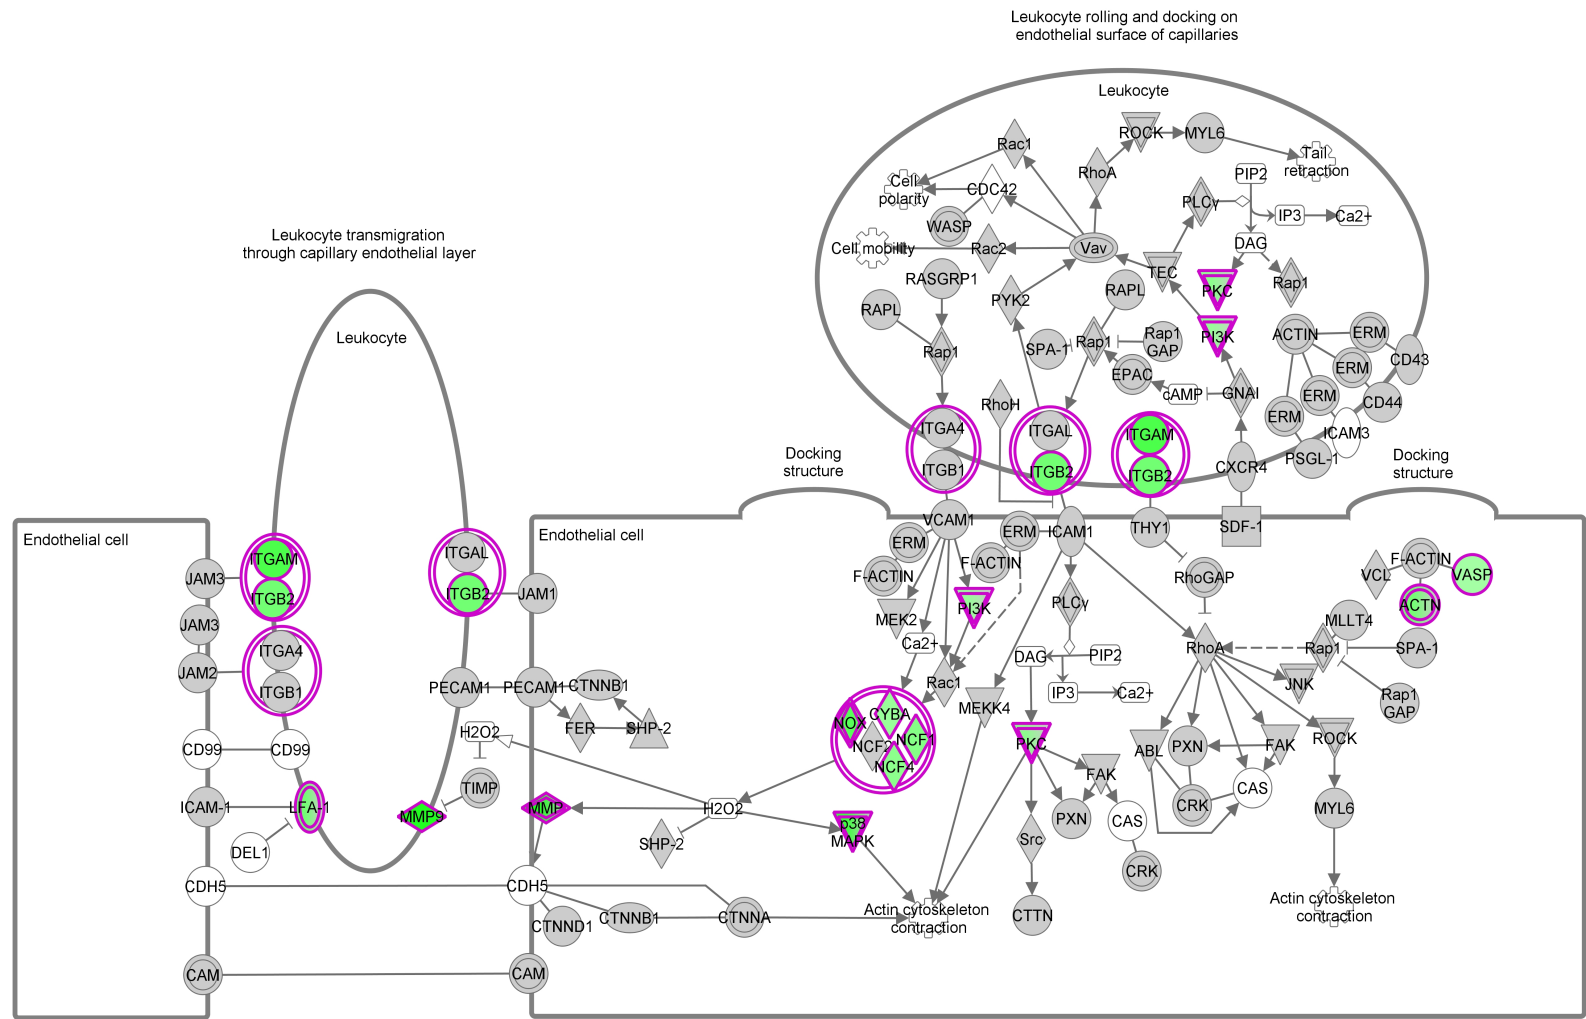 Leukocyte rolling and docking on
endothelial surface of capillaries
Leukocyte
ROCK
MYL6
Rac1
RhoA
Tail
retraction
Cell
polarity
CDC42
PIP2
PLCγ
IP3
Ca2+
WASP
Cell mobility
Rac2
Vav
DAG
TEC
RASGRP1
PYK2
RAPL
PKC
Rap1
RAPL
Rap1
SPA-1
Rap1
Rap1
GAP
PI3K
ACTIN
ERM
CD43
EPAC
ERM
cAMP
GNAI
ERM
CD44
RhoH
ERM
ICAM3
ITGA4
ITGAL
ITGAM
PSGL-1
ITGB1
ITGB2
ITGB2
CXCR4
Leukocyte transmigration
through capillary endothelial layer
Leukocyte
Docking
structure
Docking
structure
Endothelial cell
Endothelial cell
VCAM1
ICAM1
THY1
SDF-1
ITGAM
ITGAL
JAM3
ITGB2
ITGB2
JAM1
JAM3
ITGA4
JAM2
ITGB1
PECAM1
PECAM1
CTNNB1
FER
SHP-2
H2O2
CD99
CD99
TIMP
ICAM-1
LFA-1
MMP9
MMP
DEL1
CDH5
CDH5
CTNND1
CTNNB1
CTNNA
CAM
CAM
ERM
ERM
F-ACTIN
F-ACTIN
MEK2
PI3K
PLCγ
Ca2+
DAG
PIP2
Rac1
IP3
Ca2+
MEKK4
NOX
CYBA
NCF2
NCF1
NCF4
PKC
H2O2
SHP-2
p38
MAPK
FAK
PXN
CAS
Src
CRK
CTTN
Actin cytoskeleton
contraction
RhoGAP
F-ACTIN
VCL
VASP
ACTN
MLLT4
RhoA
Rap1
SPA-1
JNK
Rap1
GAP
ABL
PXN
FAK
ROCK
CAS
CRK
MYL6
Actin cytoskeleton
contraction